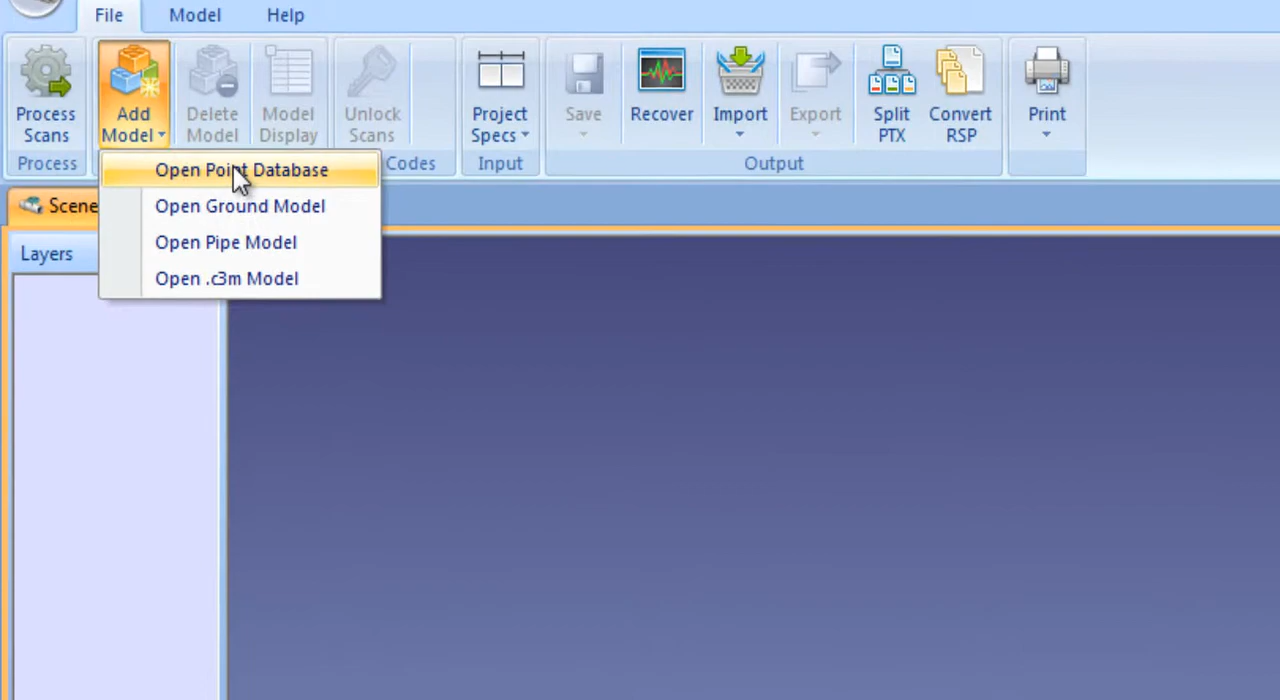 File Model Help
Process Scans
Add Model
Delete Model
Model Display
Unlock Scans
Project Specs
Save
Recover
Import
Export
Split PTX
Convert RSP
Print
Process
Codes
Input
Output
Open Point Database
Open Ground Model
Open Pipe Model
Open .c3m Model
Scene
Layers